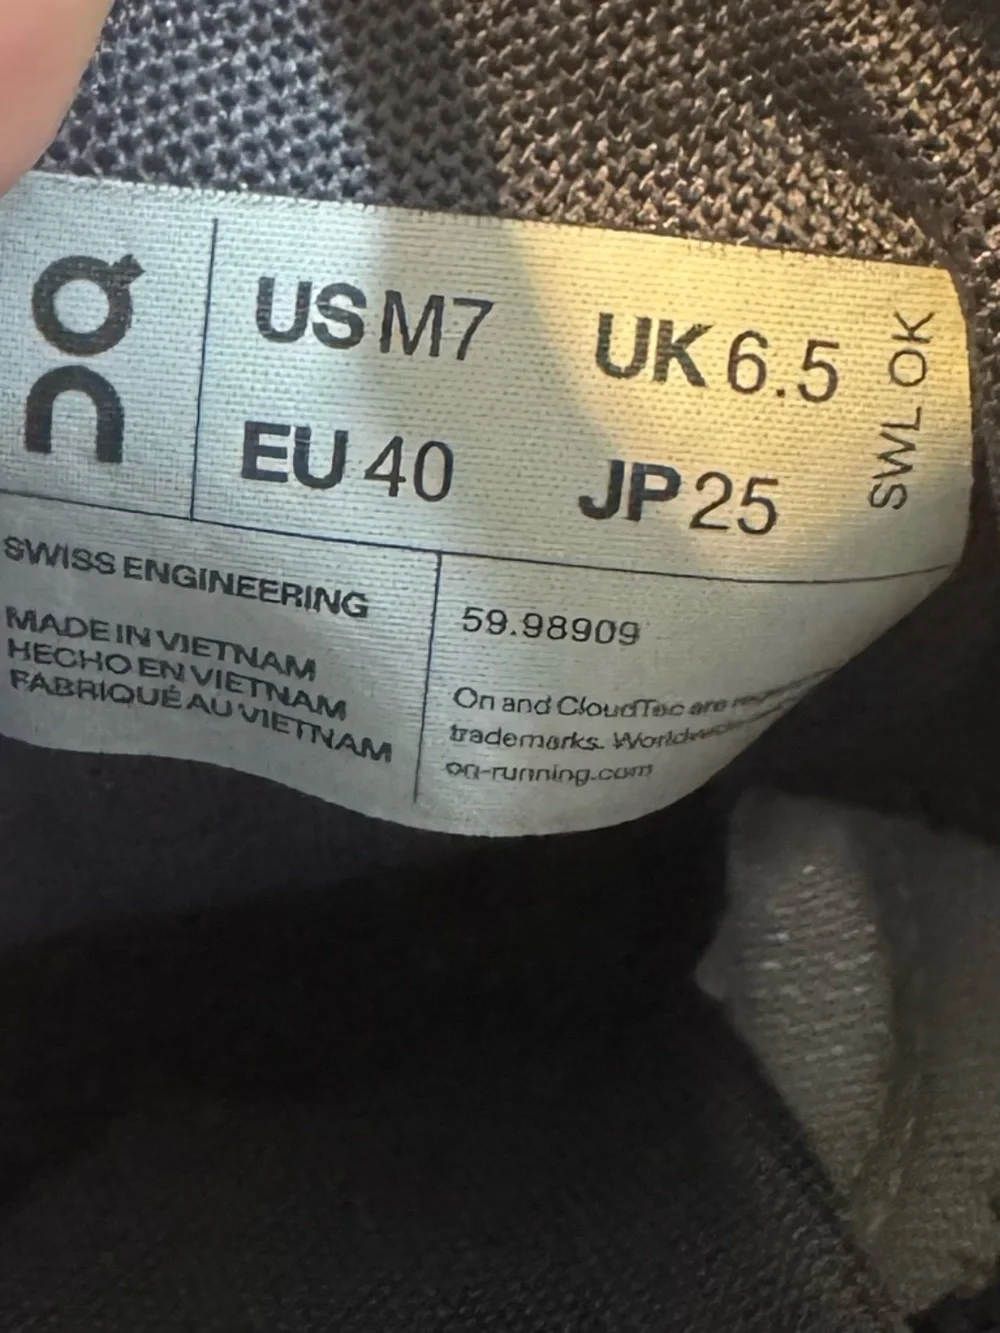 on
US M7 UK 6.5
EU 40 JP 25
SWL OK
SWISS ENGINEERING
MADE IN VIETNAM
HECHO EN VIETNAM
FABRIQUÉ AU VIETNAM
59.98909
On and CloudTec are
trademarks.
on-running.com